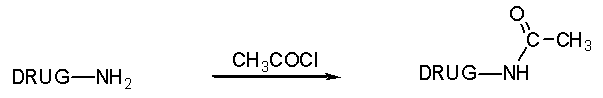 DRUG—NH₂
CH₃COCl
O
C—CH₃
DRUG—NH